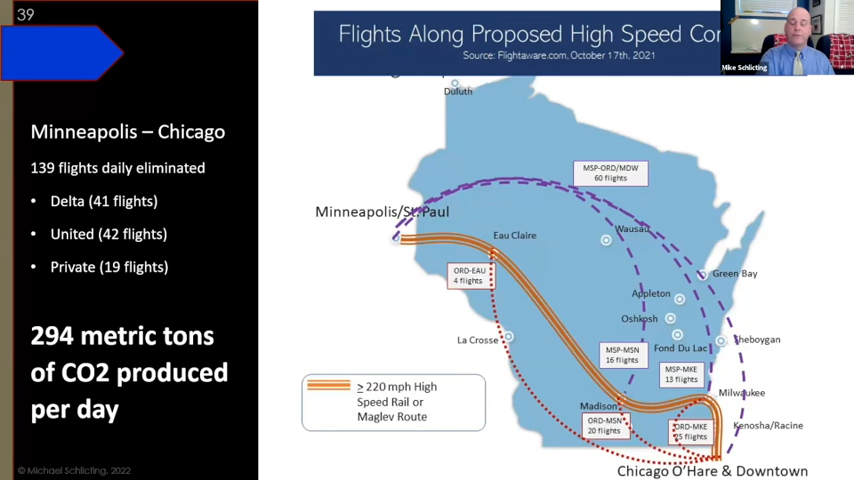 39
Minneapolis – Chicago
139 flights daily eliminated
• Delta (41 flights)
• United (42 flights)
• Private (19 flights)
294 metric tons
of CO2 produced
per day
© Michael Schlicting, 2022
Flights Along Proposed High Speed
Source: Flightaware.com, October 17th, 2021
Mike Schlicting
Duluth
MSP-ORD/MDW
60 flights
Minneapolis/St. Paul
Eau Claire
Wausau
ORD-EAU
4 flights
Green Bay
Appleton
Oshkosh
La Crosse
Fond Du Lac
Sheboygan
MSP-MSN
16 flights
MSP-MKE
13 flights
> 220 mph High
Speed Rail or
Maglev Route
Milwaukee
Madison
ORD-MSN
20 flights
ORD-MKE
25 flights
Kenosha/Racine
Chicago O'Hare & Downtown